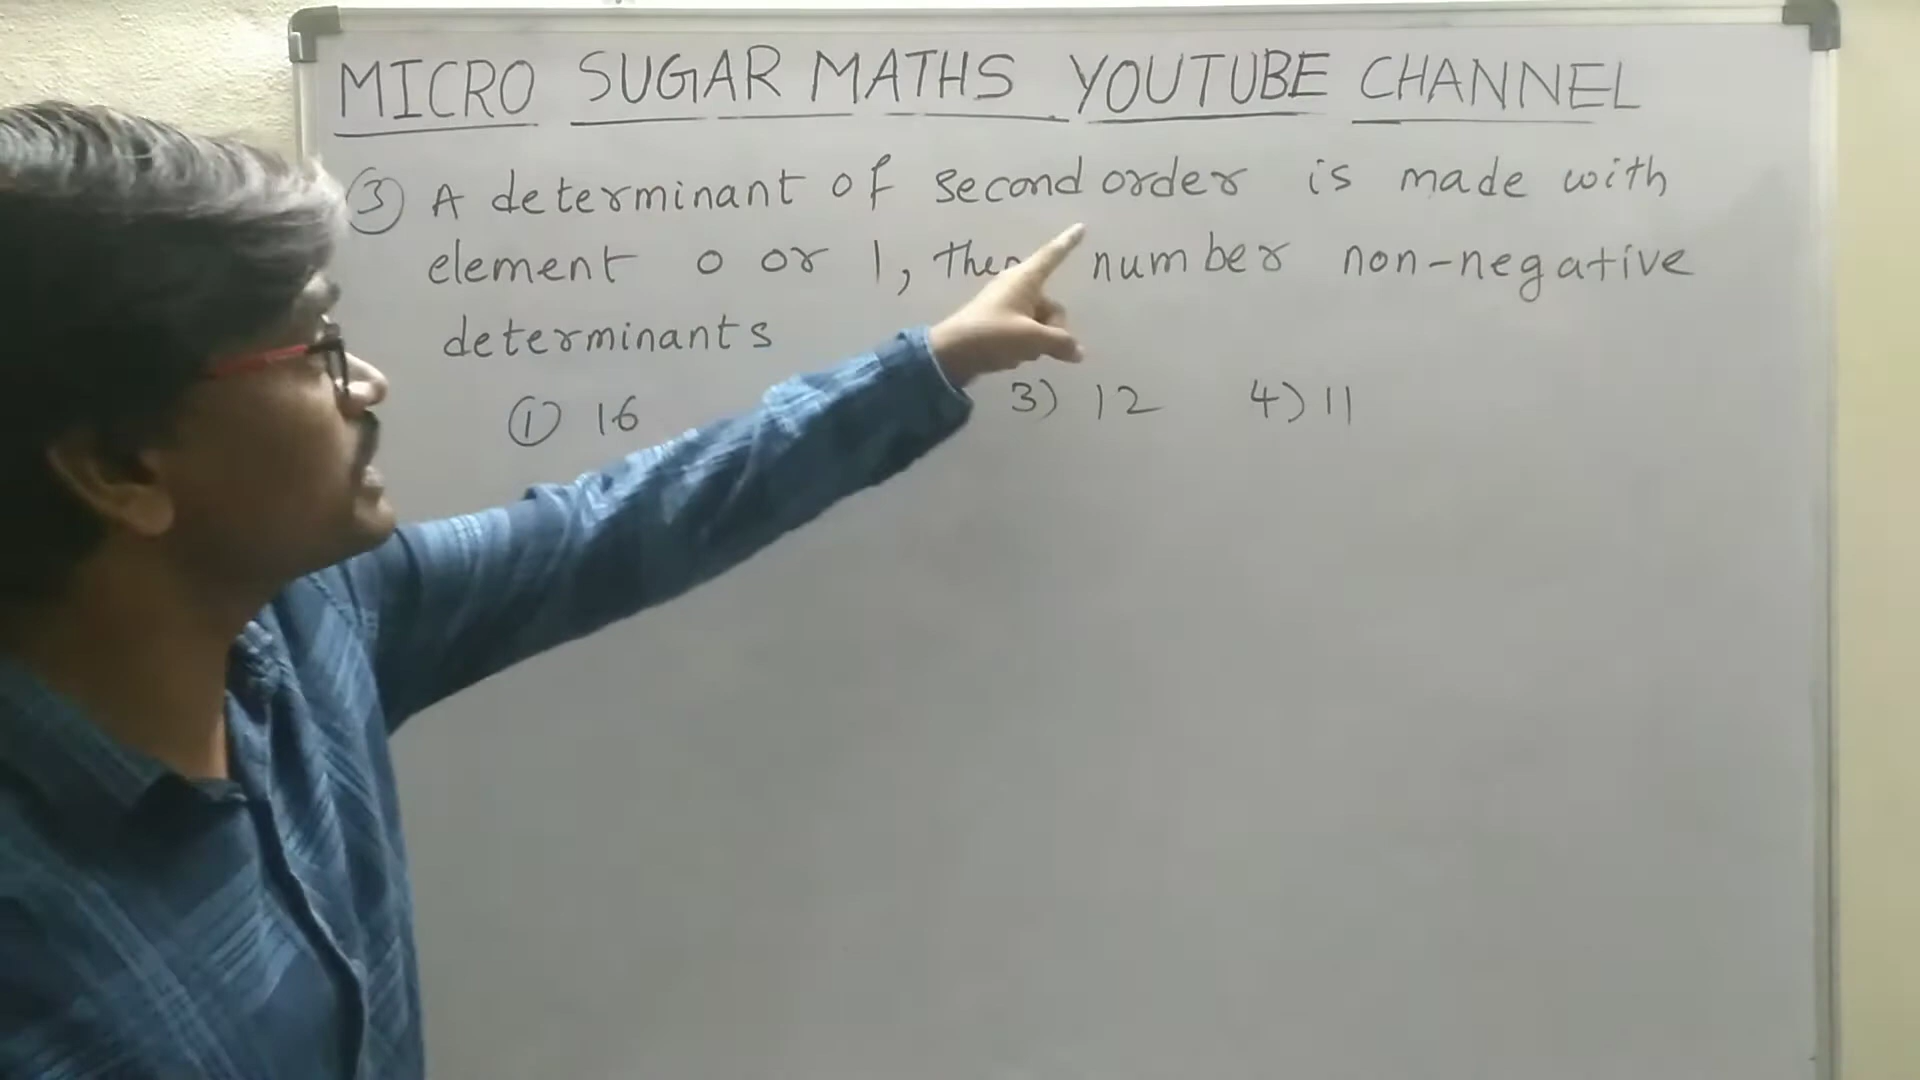 MICRO SUGAR MATHS YOUTUBE CHANNEL
③ A determinant of second order is made with
element 0 or 1, then number non-negative
determinants
① 16 3) 12 4) 11